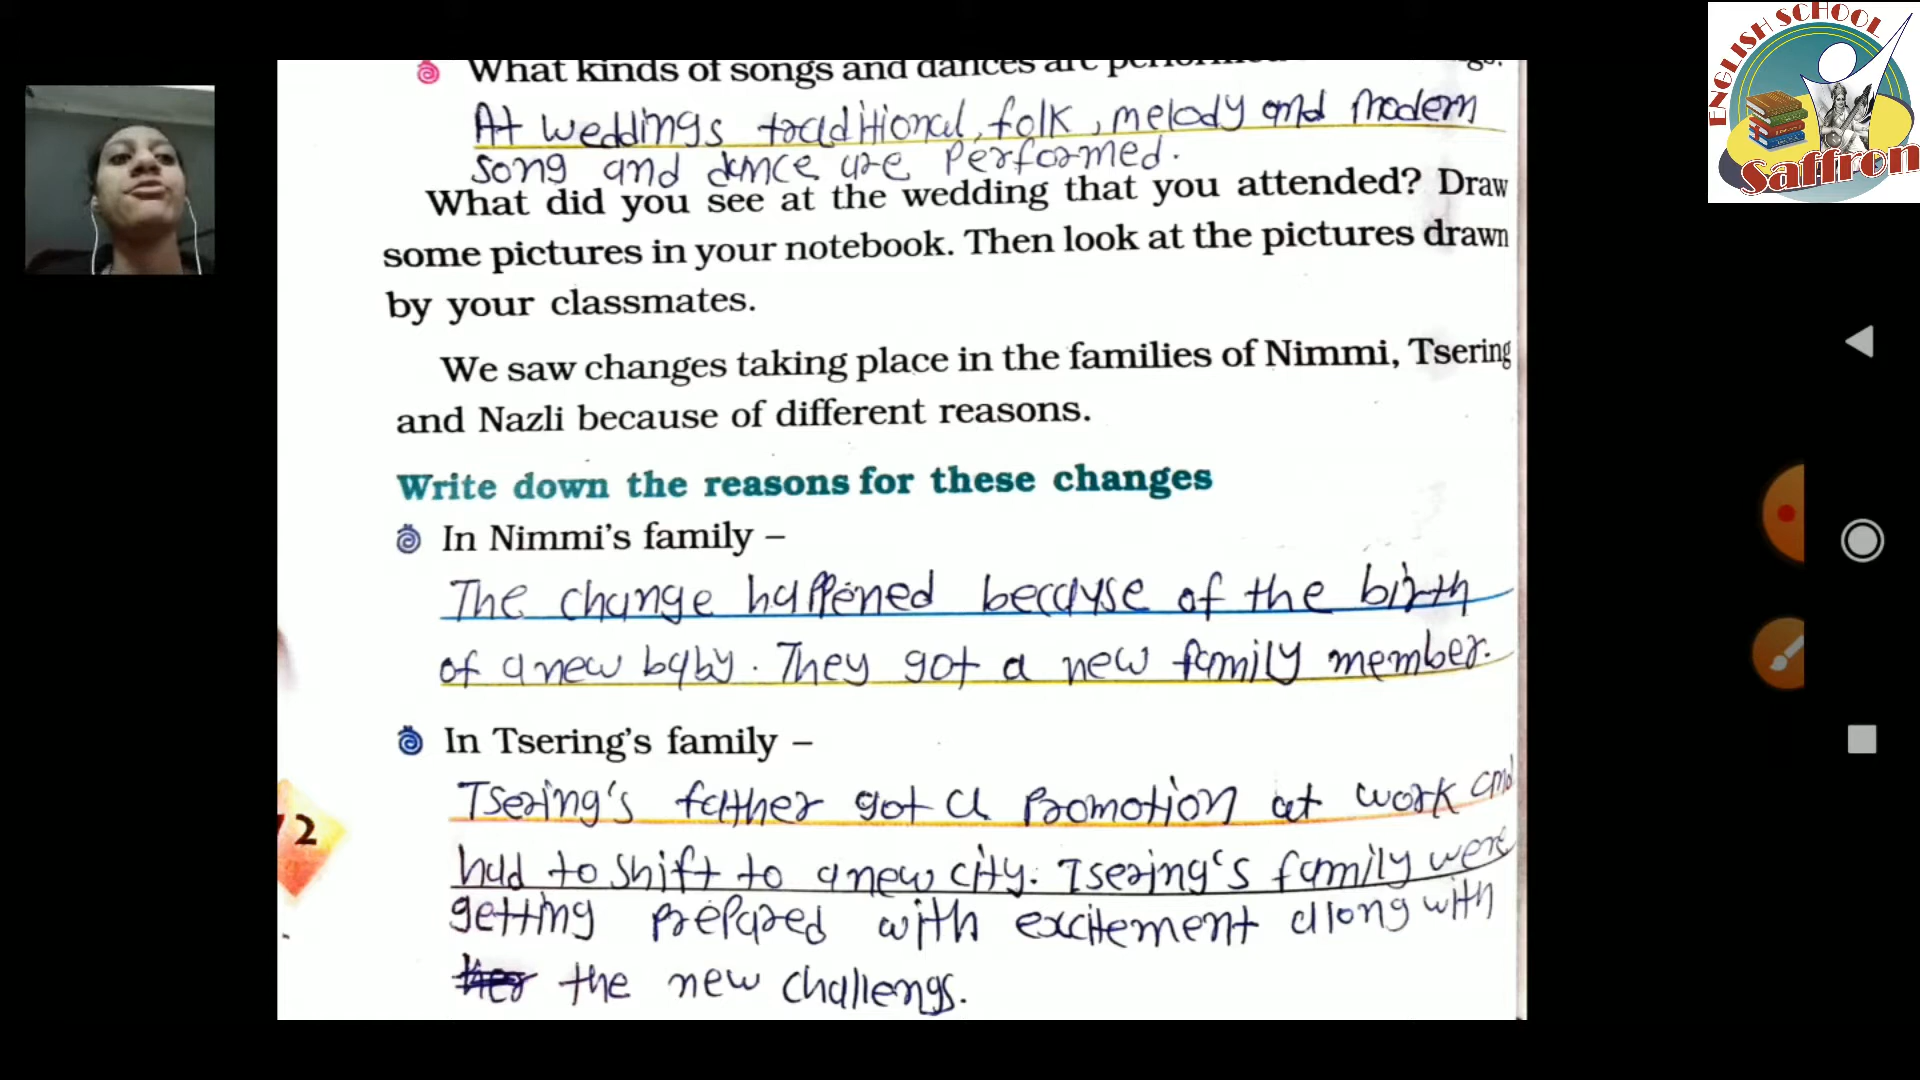 What kinds of songs and dances are
At weddings traditional, folk, melody and modern
song and dance are performed.
What did you see at the wedding that you attended? Draw
some pictures in your notebook. Then look at the pictures drawn
by your classmates.
We saw changes taking place in the families of Nimmi, Tsering
and Nazli because of different reasons.
Write down the reasons for these changes
In Nimmi's family –
The change happened because of the birth
of a new baby. They got a new family member.
In Tsering's family –
Tsering's father got a promotion at work and
had to shift to a new city. Tsering's family were
getting prepared with excitement along with
her the new challengs.
2
ENGLISH SCHOOL
Saffron